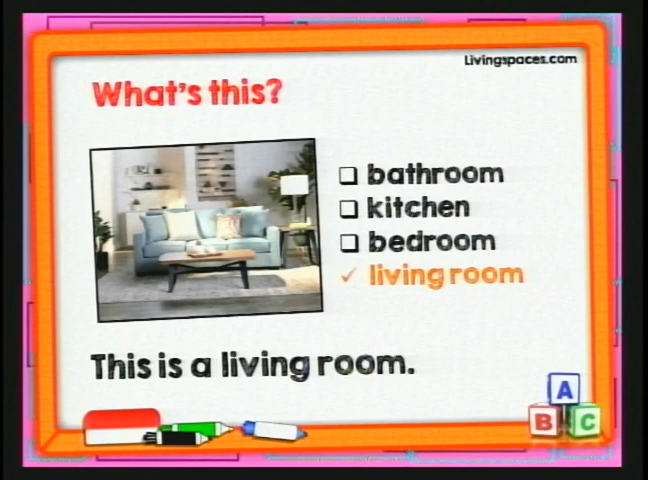 Livingspaces.com
What's this?
bathroom
kitchen
bedroom
living room
This is a living room.
A
B C